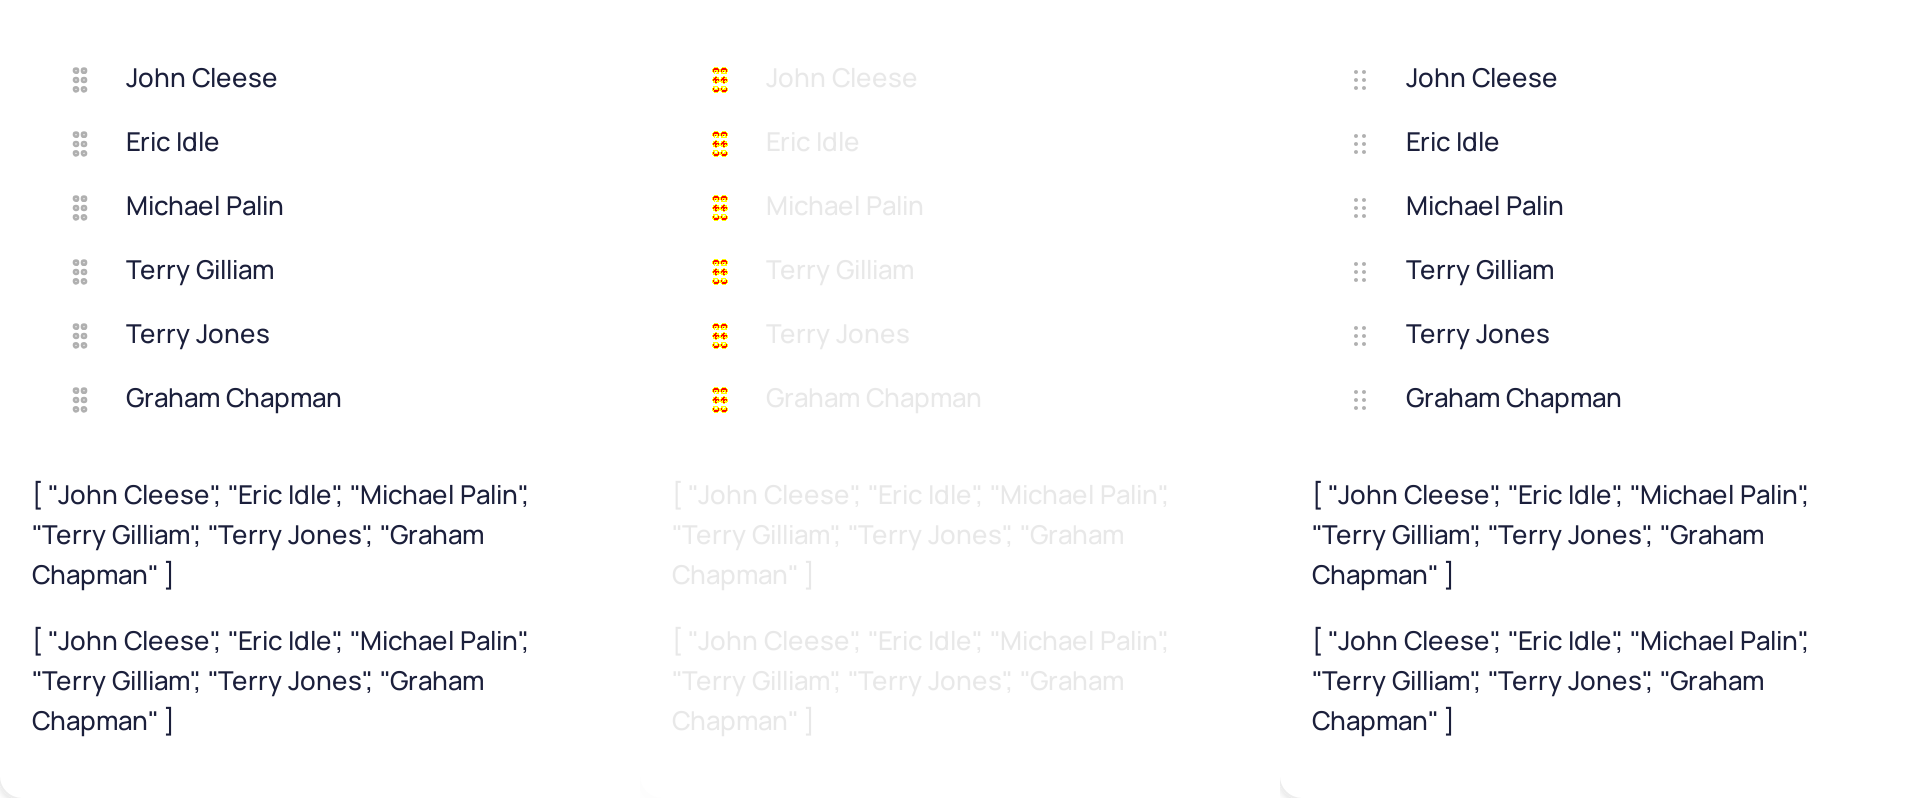 John Cleese
Eric Idle
Michael Palin
Terry Gilliam
Terry Jones
Graham Chapman
[ "John Cleese", "Eric Idle", "Michael Palin",
"Terry Gilliam", "Terry Jones", "Graham
Chapman" ]
[ "John Cleese", "Eric Idle", "Michael Palin",
"Terry Gilliam", "Terry Jones", "Graham
Chapman" ]
John Cleese
Eric Idle
Michael Palin
Terry Gilliam
Terry Jones
Graham Chapman
[ "John Cleese", "Eric Idle", "Michael Palin",
"Terry Gilliam", "Terry Jones", "Graham
Chapman" ]
[ "John Cleese", "Eric Idle", "Michael Palin",
"Terry Gilliam", "Terry Jones", "Graham
Chapman" ]
John Cleese
Eric Idle
Michael Palin
Terry Gilliam
Terry Jones
Graham Chapman
[ "John Cleese", "Eric Idle", "Michael Palin",
"Terry Gilliam", "Terry Jones", "Graham
Chapman" ]
[ "John Cleese", "Eric Idle", "Michael Palin",
"Terry Gilliam", "Terry Jones", "Graham
Chapman" ]